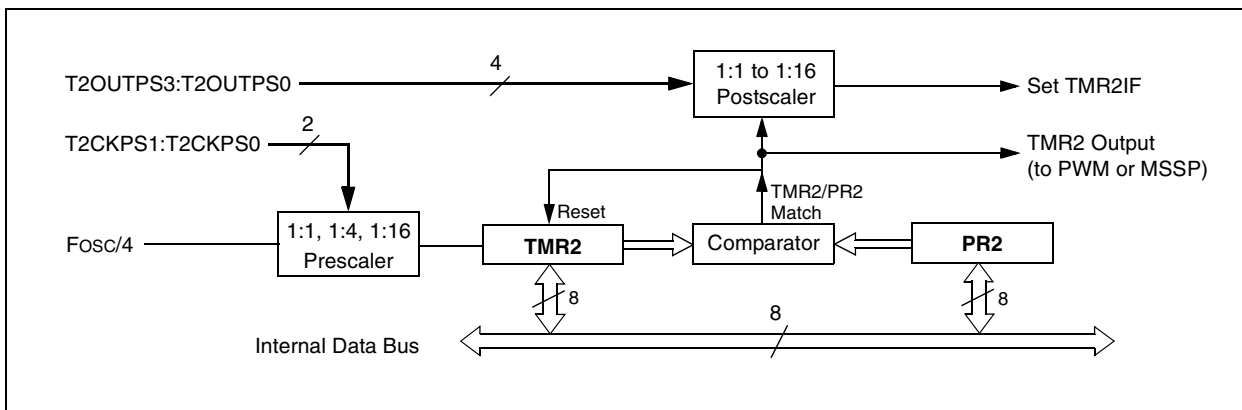 T2OUTPS3:T2OUTPS0
4
1:1 to 1:16
Postscaler
Set TMR2IF
T2CKPS1:T2CKPS0
2
TMR2 Output
(to PWM or MSSP)
TMR2/PR2
Match
Reset
FOSC/4
1:1, 1:4, 1:16
Prescaler
TMR2
Comparator
PR2
8
8
8
Internal Data Bus